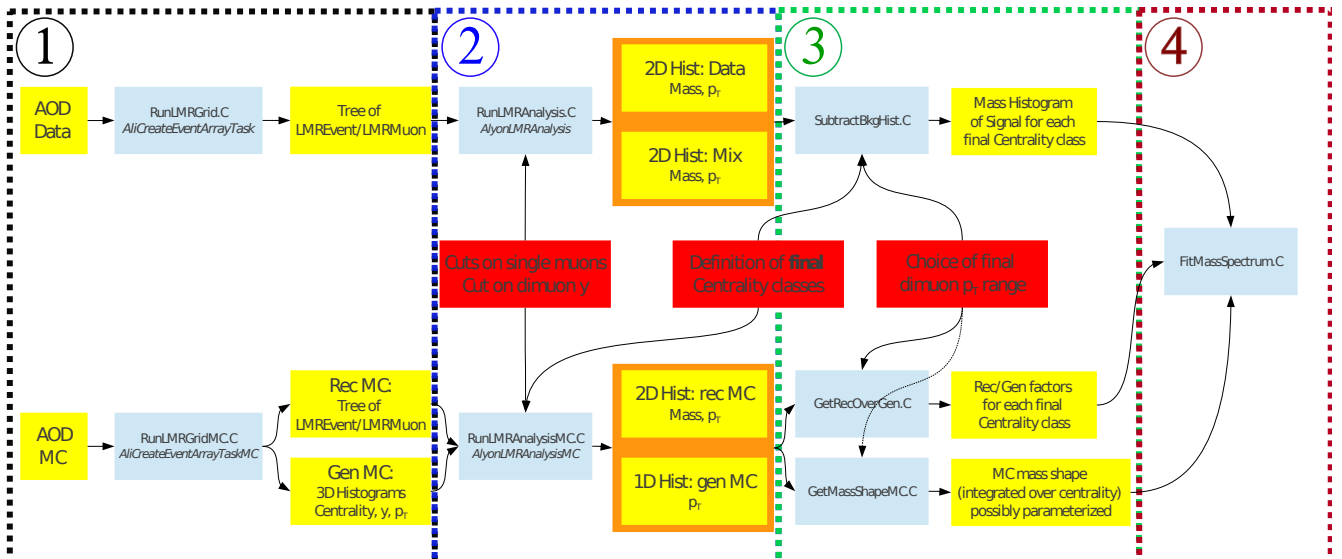 1
2
3
4
AOD
Data
RunLMRGrid.C
AliCreateEventArrayTask
Tree of
LMREvent/LMRMuon
RunLMRAnalysis.C
AlyonLMRAnalysis
2D Hist: Data
Mass, pT
2D Hist: Mix
Mass, pT
SubtractBkgHist.C
Mass Histogram
of Signal for each
final Centrality class
Cuts on single muons
Cut on dimuon y
Definition of final
Centrality classes
Choice of final
dimuon pT range
FitMassSpectrum.C
AOD
MC
RunLMRGridMC.C
AliCreateEventArrayTaskMC
Rec MC:
Tree of
LMREvent/LMRMuon
Gen MC:
3D Histograms
Centrality, y, pT
RunLMRAnalysisMC.C
AlyonLMRAnalysisMC
2D Hist: rec MC
Mass, pT
1D Hist: gen MC
pT
GetRecOverGen.C
Rec/Gen factors
for each final
Centrality class
GetMassShapeMC.C
MC mass shape
(integrated over centrality)
possibly parameterized